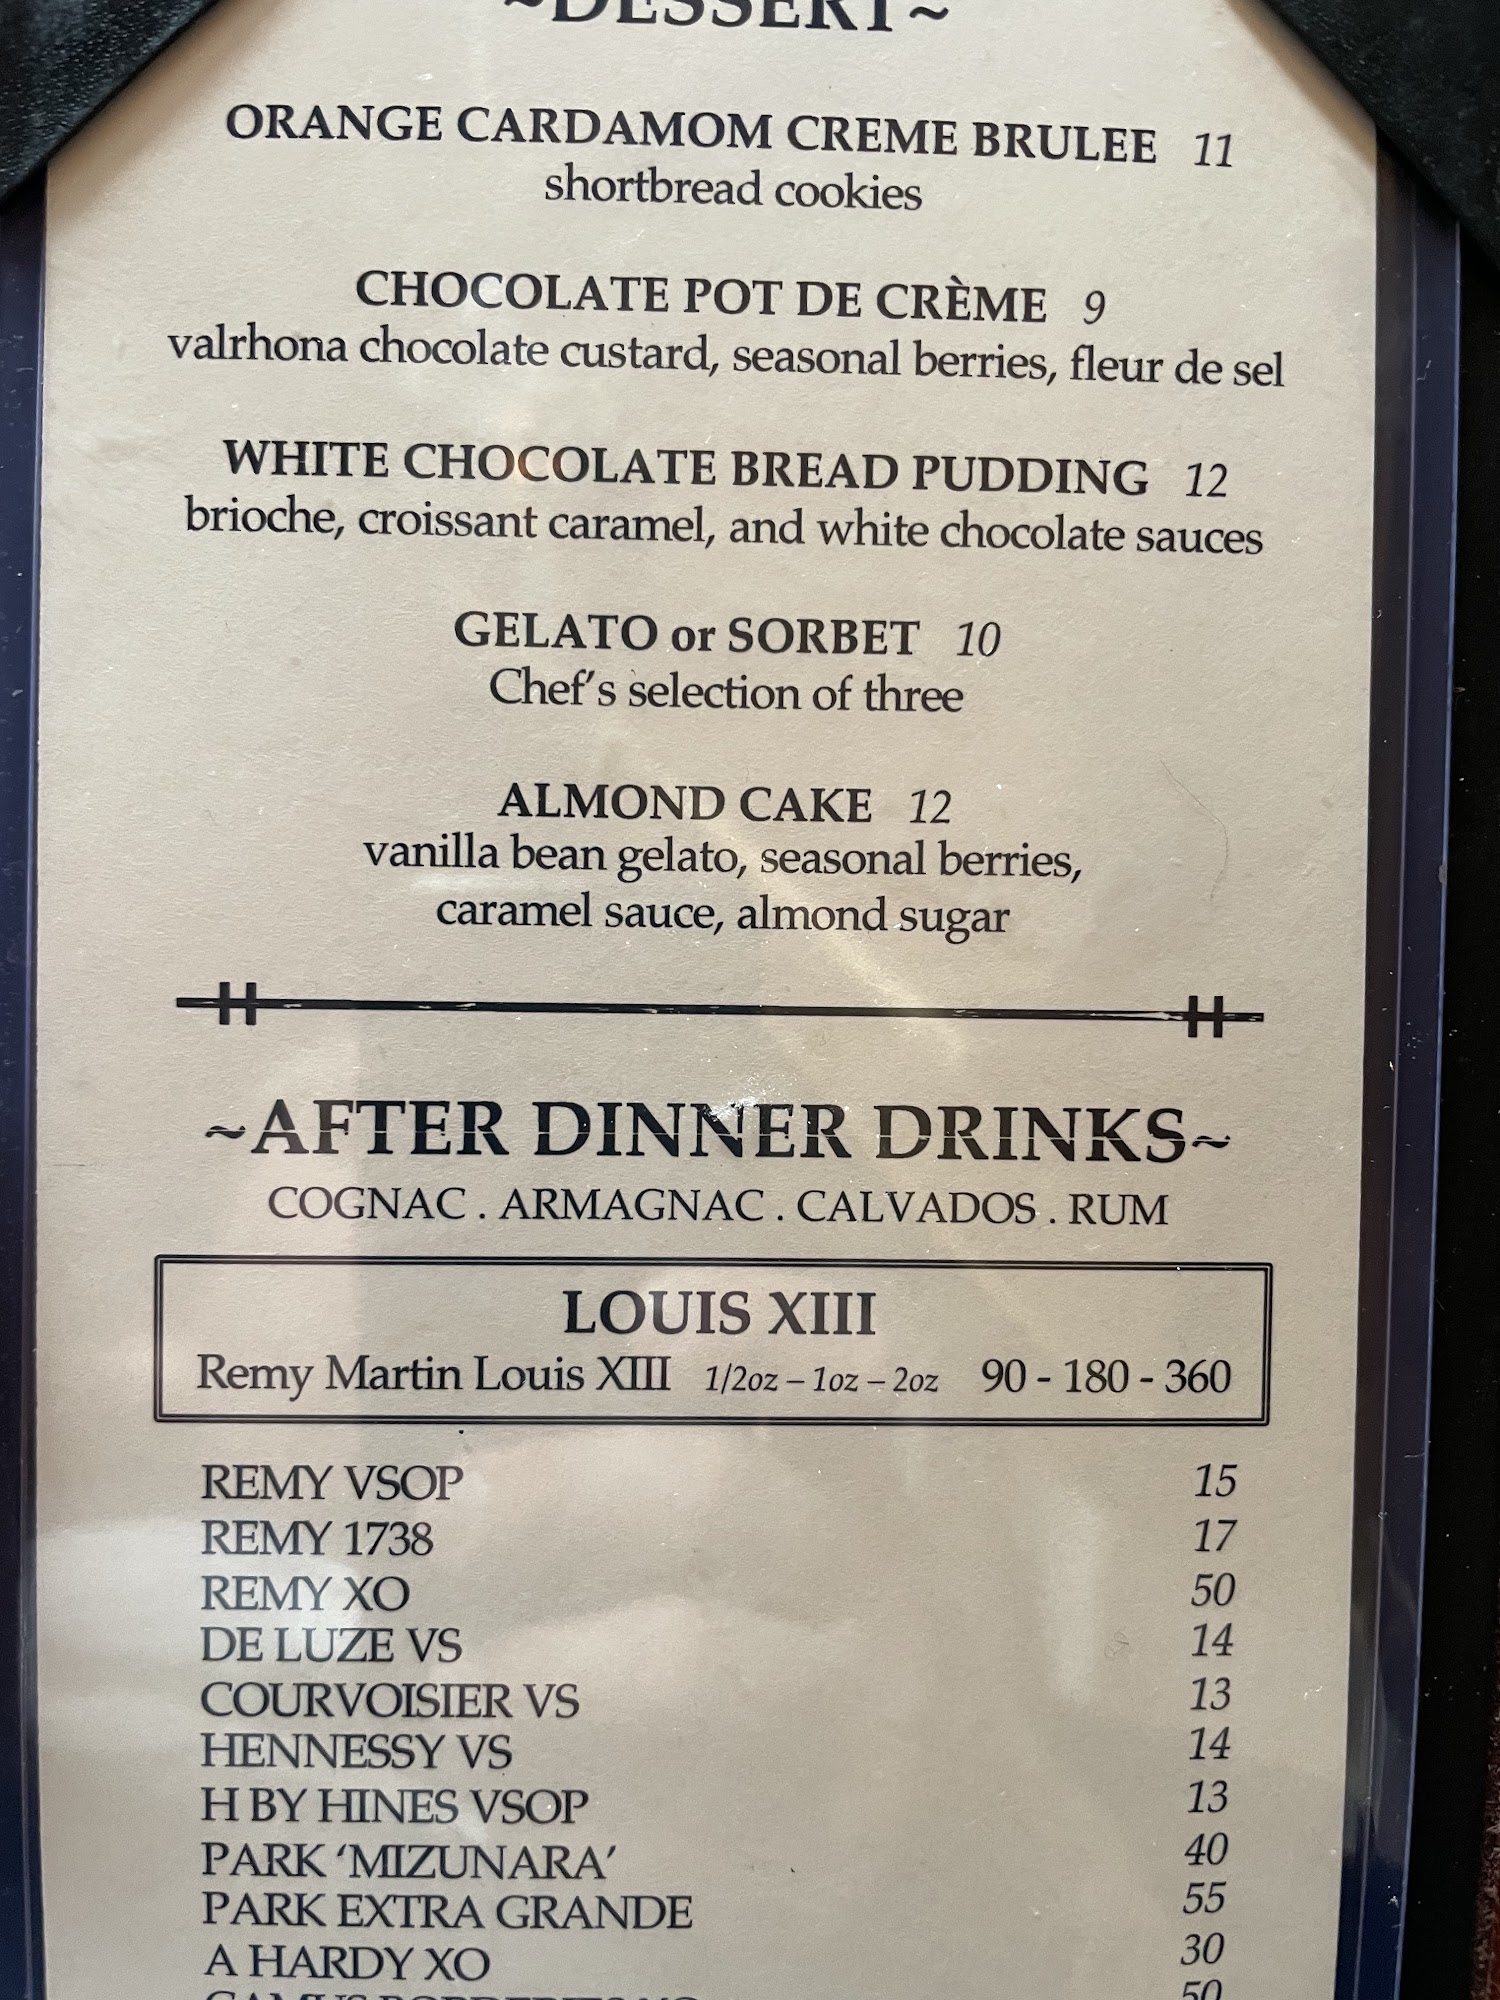 ~DESSERT~
ORANGE CARDAMOM CREME BRULEE 11
shortbread cookies
CHOCOLATE POT DE CRÈME 9
valrhona chocolate custard, seasonal berries, fleur de sel
WHITE CHOCOLATE BREAD PUDDING 12
brioche, croissant caramel, and white chocolate sauces
GELATO or SORBET 10
Chef's selection of three
ALMOND CAKE 12
vanilla bean gelato, seasonal berries,
caramel sauce, almond sugar
~AFTER DINNER DRINKS~
COGNAC . ARMAGNAC . CALVADOS . RUM
LOUIS XIII
Remy Martin Louis XIII 1/2oz – 1oz – 2oz 90 - 180 - 360
REMY VSOP 15
REMY 1738 17
REMY XO 50
DE LUZE VS 14
COURVOISIER VS 13
HENNESSY VS 14
H BY HINES VSOP 13
PARK ‘MIZUNARA’ 40
PARK EXTRA GRANDE 55
A HARDY XO 30
50